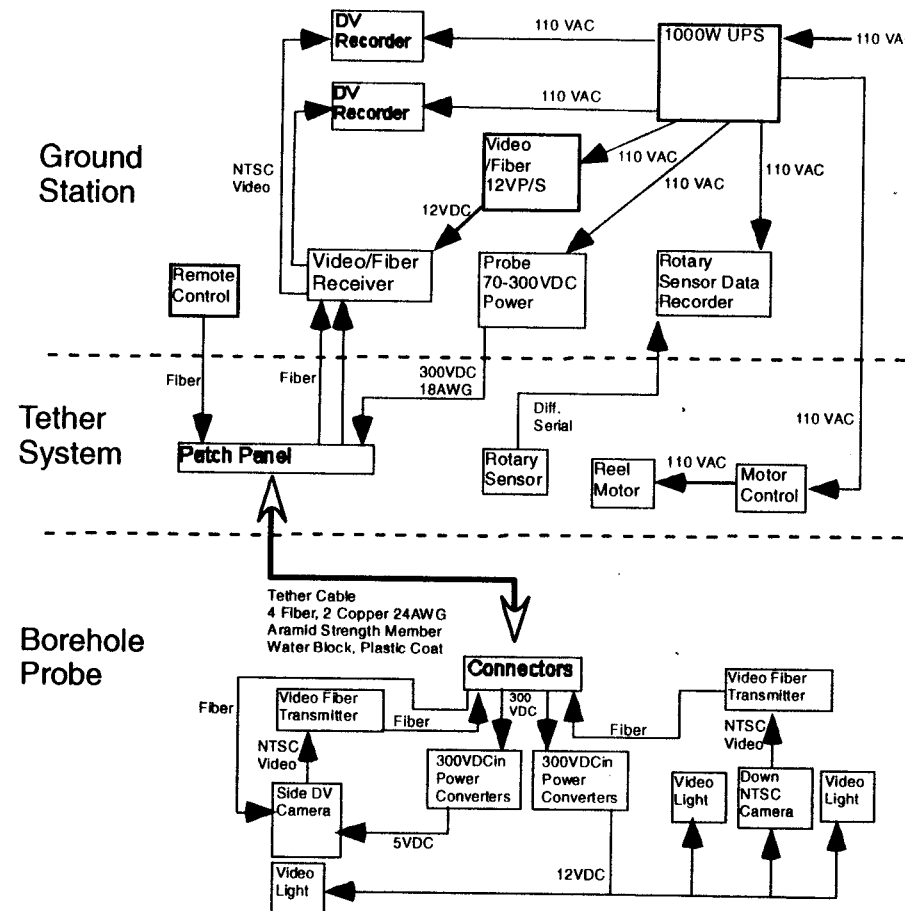 DV
Recorder
110 VAC
1000W UPS
110 VA
DV
Recorder
110 VAC
Ground
Station
NTSC
Video
Video
/Fiber
12VP/S
110 VAC
110 VAC
110 VAC
12VDC
Remote
Control
Video/Fiber
Receiver
Probe
70-300VDC
Power
Rotary
Sensor Data
Recorder
Fiber
Fiber
300VDC
18AWG
Tether
System
Diff.
Serial
110 VAC
Patch Panel
Rotary
Sensor
Reel
Motor
110 VAC
Motor
Control
Tether Cable
4 Fiber, 2 Copper 24AWG
Aramid Strength Member
Water Block, Plastic Coat
Borehole
Probe
Connectors
Fiber
Video Fiber
Transmitter
Fiber
300
VDC
Fiber
Video Fiber
Transmitter
NTSC
Video
NTSC
Video
300VDCin
Power
Converters
300VDCin
Power
Converters
Side DV
Camera
Video
Light
Down
NTSC
Camera
Video
Light
5VDC
12VDC
Video
Light